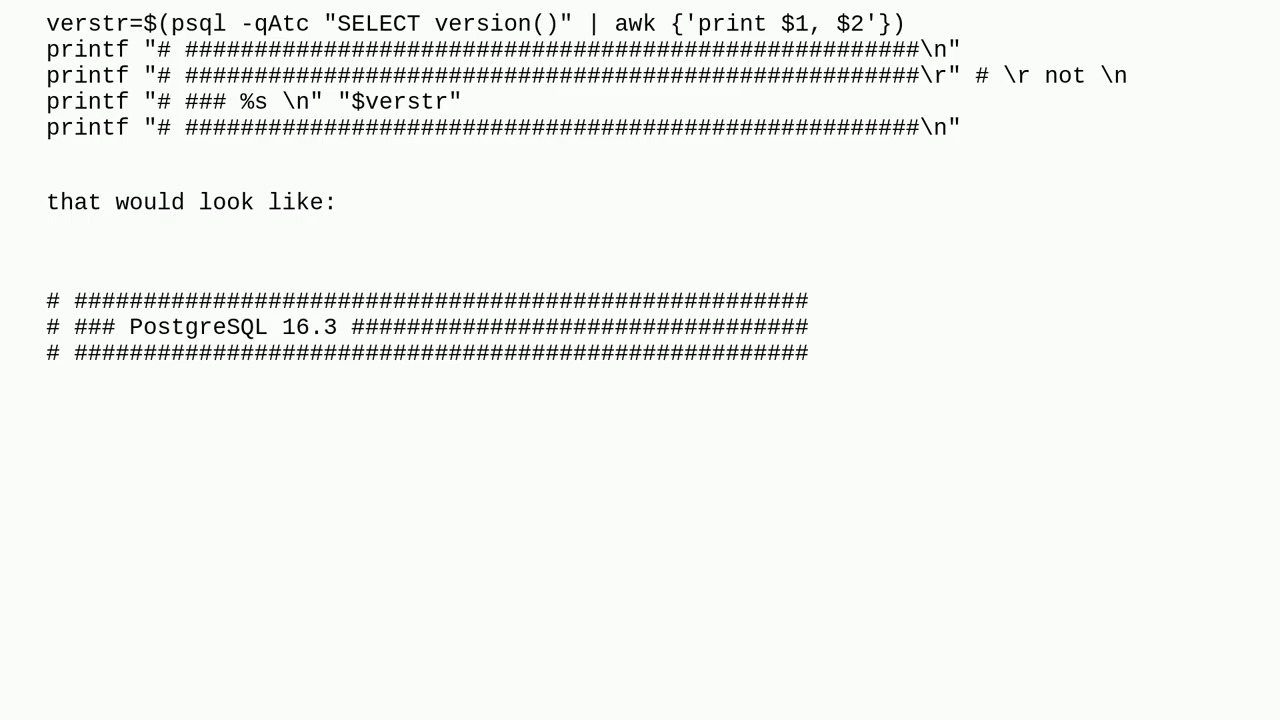 verstr=$(psql -qAtc "SELECT version()" | awk {'print $1, $2'})
printf "# #####################################################\n"
printf "# #####################################################\r" # \r not \n
printf "# ### %s \n" "$verstr"
printf "# #####################################################\n"
that would look like:
# #####################################################
# ### PostgreSQL 16.3 #################################
# #####################################################